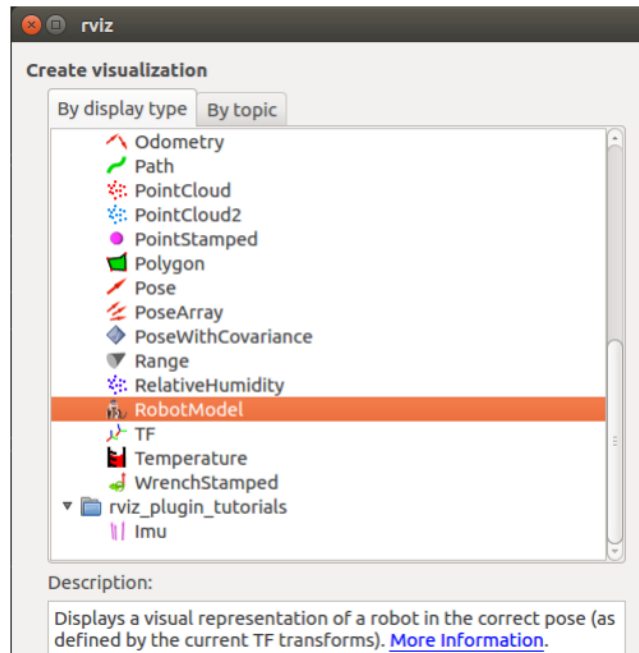 rviz
Create visualization
By display type
By topic
Odometry
Path
PointCloud
PointCloud2
PointStamped
Polygon
Pose
PoseArray
PoseWithCovariance
Range
RelativeHumidity
RobotModel
TF
Temperature
WrenchStamped
rviz_plugin_tutorials
Imu
Description:
Displays a visual representation of a robot in the correct pose (as
defined by the current TF transforms). More Information.